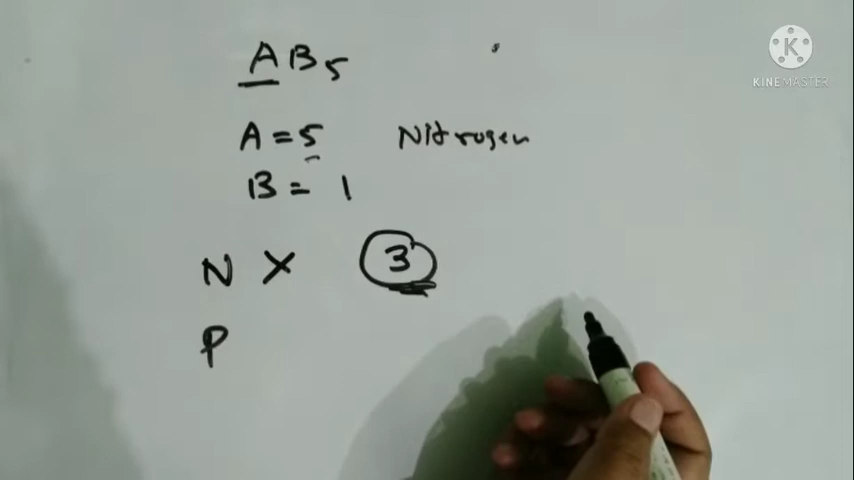 AB5
A = 5 Nitrogen
B = 1
N X 3
P
K
KINEMASTER